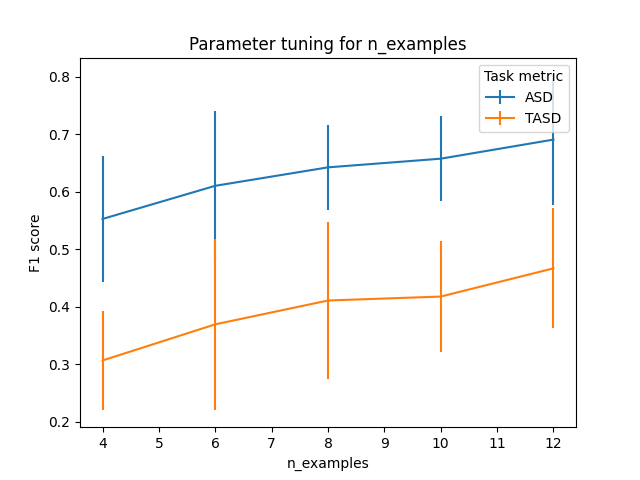 Parameter tuning for n_examples
Task metric
ASD
TASD
F1 score
0.8
0.7
0.6
0.5
0.4
0.3
0.2
4 5 6 7 8 9 10 11 12
n_examples